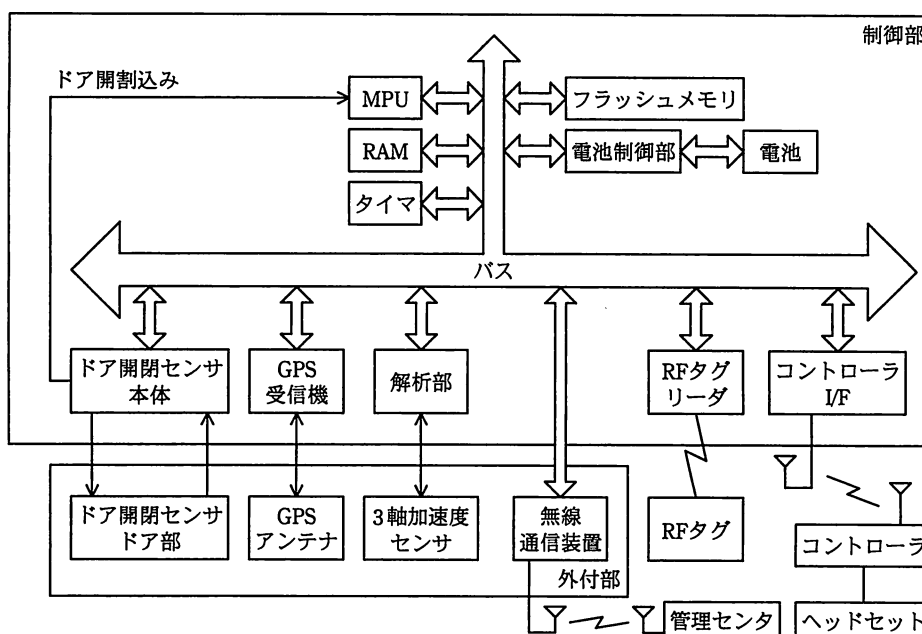 制御部
ドア開割込み
MPU
フラッシュメモリ
RAM
電池制御部
電池
タイマ
バス
ドア開閉センサ
本体
GPS
受信機
解析部
RFタグ
リーダ
コントローラ
I/F
ドア開閉センサ
ドア部
GPS
アンテナ
3軸加速度
センサ
無線
通信装置
RFタグ
コントローラ
外付部
管理センタ
ヘッドセット